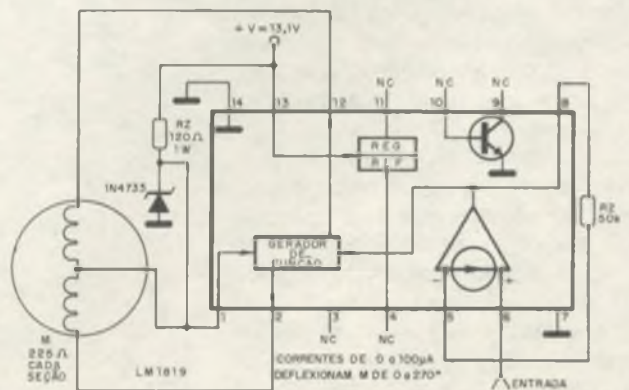 + V = 13,1V
NC
NC
NC
14
13
12
11
10
9
8
RZ
120Ω
1W
REG
REF
1N4733
R2
50k
GERADOR
DE
FUNÇÃO
1
2
3
4
5
6
7
NC
NC
M.
225 Ω
CADA
SEÇÃO
LM1819
CORRENTES DE 0 a 100µA
DEFLEXIONAM M DE 0 a 270°
ENTRADA